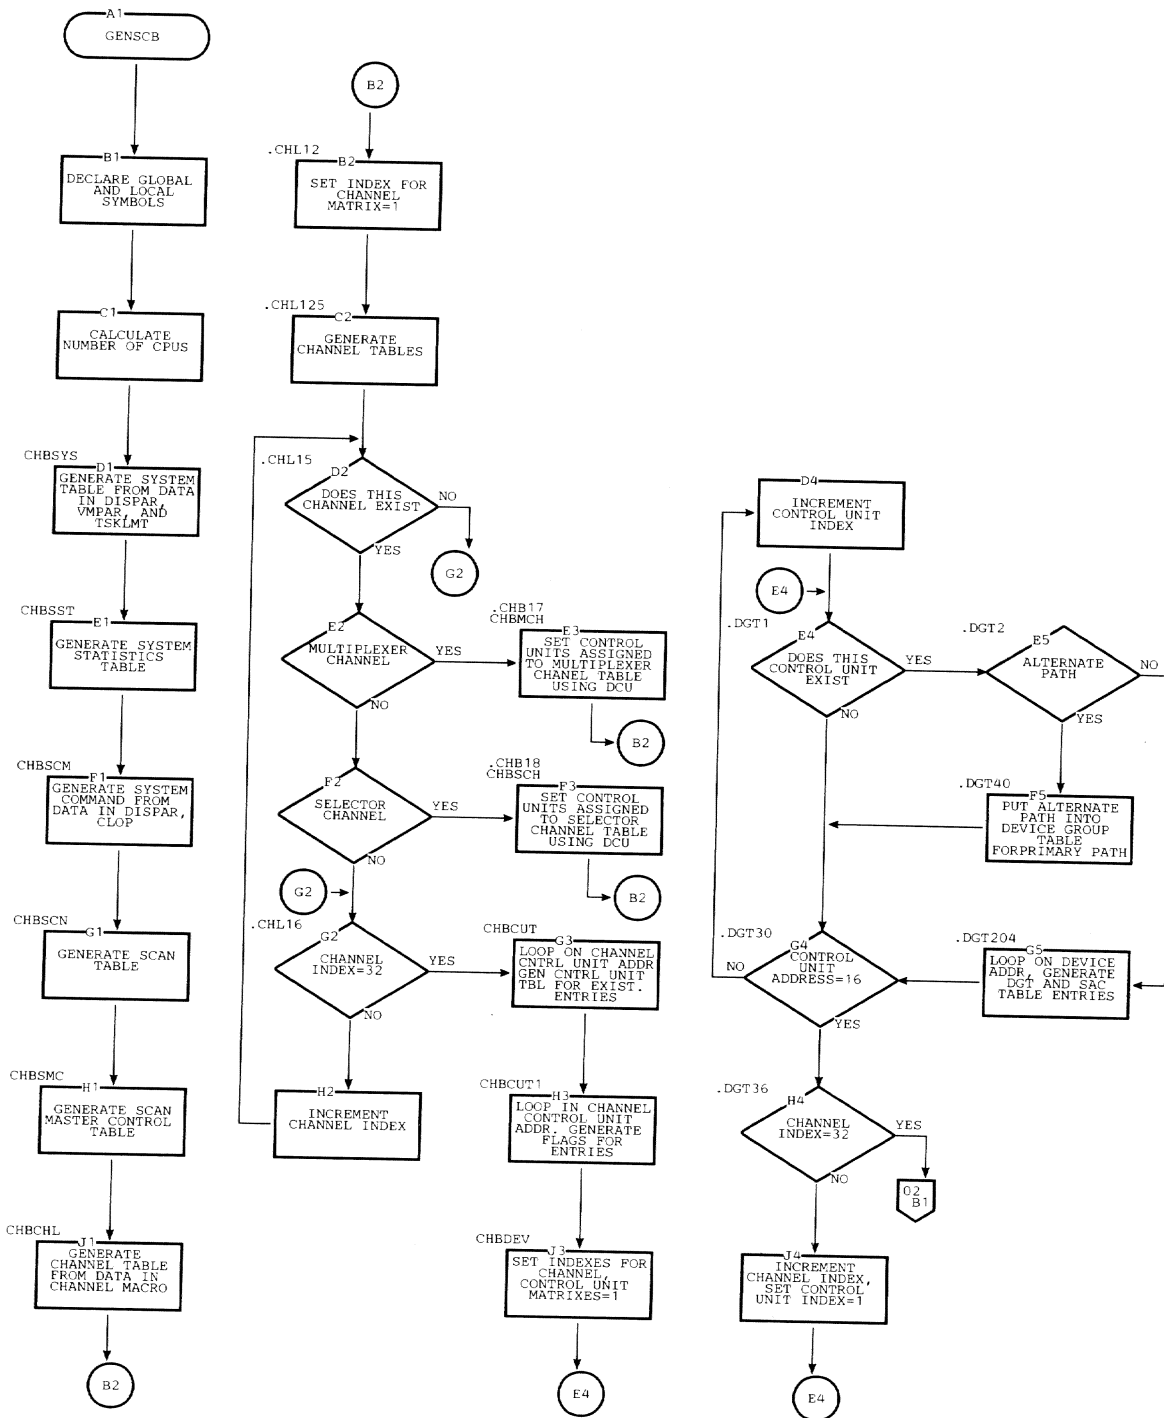 A1
GENSCB
B1
DECLARE GLOBAL
AND LOCAL
SYMBOLS
C1
CALCULATE
NUMBER OF CPUS
CHBSYS
D1
GENERATE SYSTEM
TABLE FROM DATA
IN DISPAR,
VMPAR, AND
TSKLMT
CHBSST
E1
GENERATE SYSTEM
STATISTICS
TABLE
CHBSCM
F1
GENERATE SYSTEM
COMMAND FROM
DATA IN DISPAR,
CLOP
CHBSCN
G1
GENERATE SCAN
TABLE
CHBSMC
H1
GENERATE SCAN
MASTER CONTROL
TABLE
CHBCHL
J1
GENERATE
CHANNEL TABLE
FROM DATA IN
CHANNEL MACRO
B2
B2
.CHL12
B2
SET INDEX FOR
CHANNEL
MATRIX=1
.CHL125
C2
GENERATE
CHANNEL TABLES
.CHL15
D2
DOES THIS
CHANNEL EXIST
NO
YES
G2
E2
MULTIPLEXER
CHANNEL
YES
NO
F2
SELECTOR
CHANNEL
YES
NO
G2
.CHL16
G2
CHANNEL
INDEX=32
YES
NO
H2
INCREMENT
CHANNEL INDEX
.CHB17
CHBMCH
E3
SET CONTROL
UNITS ASSIGNED
TO MULTIPLEXER
CHANEL TABLE
USING DCU
B2
.CHB18
CHBSCH
F3
SET CONTROL
UNITS ASSIGNED
TO SELECTOR
CHANNEL TABLE
USING DCU
B2
CHBCUT
G3
LOOP ON CHANNEL
CNTRL UNIT ADDR
GEN CNTRL UNIT
TBL FOR EXIST.
ENTRIES
CHBCUT1
H3
LOOP IN CHANNEL
CONTROL UNIT
ADDR. GENERATE
FLAGS FOR
ENTRIES
CHBDEV
J3
SET INDEXES FOR
CHANNEL,
CONTROL UNIT
MATRIXES=1
E4
D4
INCREMENT
CONTROL UNIT
INDEX
E4
.DGT1
E4
DOES THIS
CONTROL UNIT
EXIST
YES
NO
.DGT30
G4
CONTROL
UNIT
ADDRESS=16
NO
YES
.DGT36
H4
CHANNEL
INDEX=32
YES
NO
02
B1
J4
INCREMENT
CHANNEL INDEX,
SET CONTROL
UNIT INDEX=1
E4
.DGT2
E5
ALTERNATE
PATH
NO
YES
.DGT40
F5
PUT ALTERNATE
PATH INTO
DEVICE GROUP
TABLE
FORPRIMARY PATH
.DGT204
G5
LOOP ON DEVICE
ADDR, GENERATE
DGT AND SAC
TABLE ENTRIES